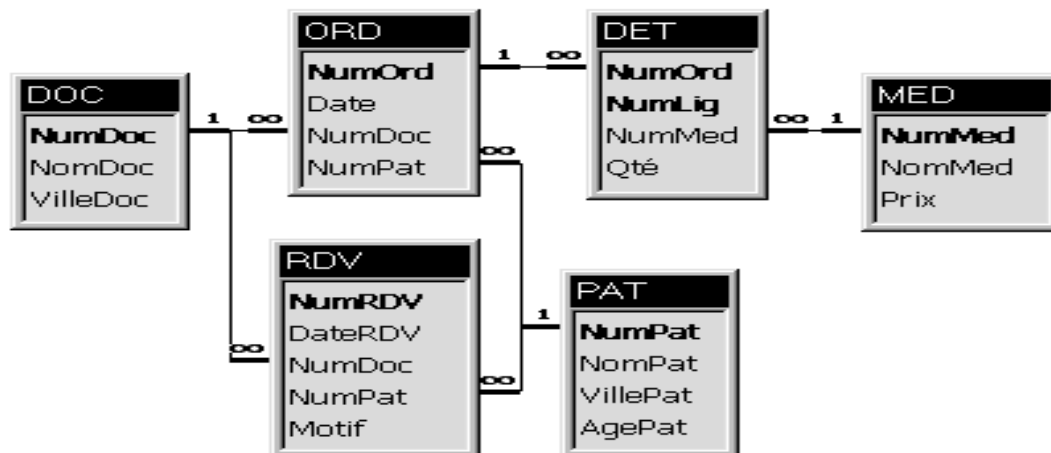 DOC
NumDoc
NomDoc
VilleDoc
1
∞
ORD
NumOrd
Date
NumDoc
NumPat
1
∞
∞
DET
NumOrd
NumLig
NumMed
Qté
∞
1
MED
NumMed
NomMed
Prix
∞
RDV
NumRDV
DateRDV
NumDoc
NumPat
Motif
∞
1
PAT
NumPat
NomPat
VillePat
AgePat